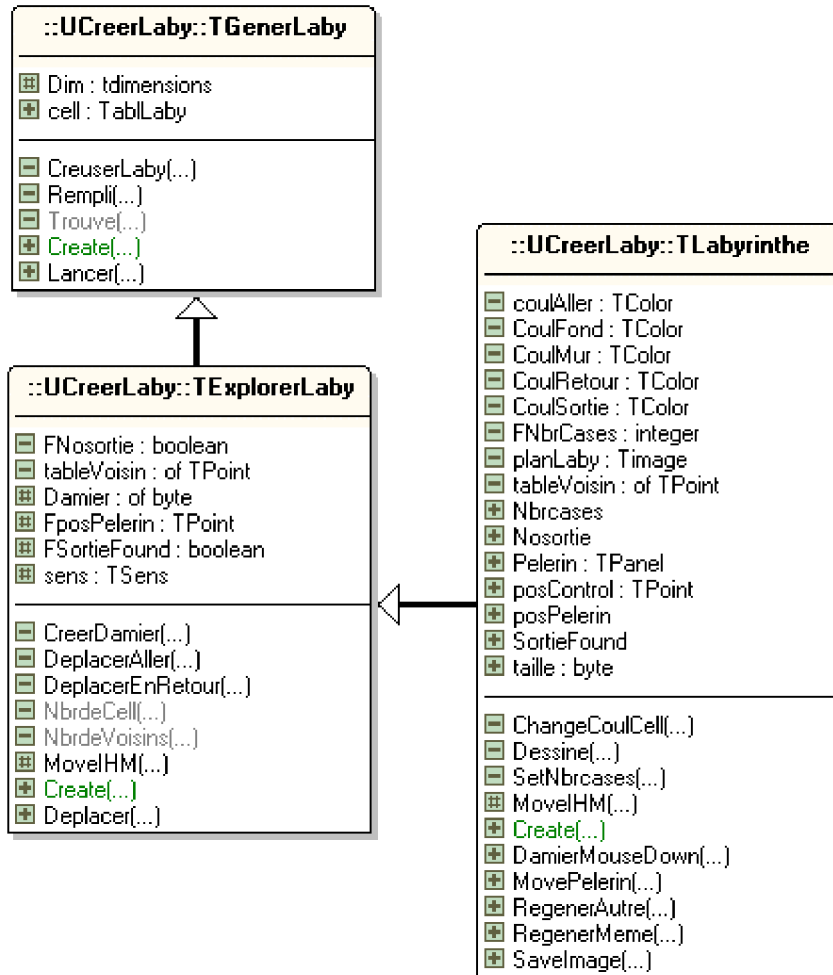 ::UCreerLaby::TGenerLaby
Dim : tdimensions
cell : TablLaby
CreuserLaby(...)
Rempli(...)
Trouve(...)
Create(...)
Lancer(...)
::UCreerLaby::TExplorerLaby
FNosortie : boolean
tableVoisin : of TPoint
Damier : of byte
FposPelerin : TPoint
FSortieFound : boolean
sens : TSens
CreerDamier(...)
DeplacerAller(...)
DeplacerEnRetour(...)
NbrdeCell(...)
NbrdeVoisins(...)
MoveIHM(...)
Create(...)
Deplacer(...)
::UCreerLaby::TLabyrinthe
coulAller : TColor
CoulFond : TColor
CoulMur : TColor
CoulRetour : TColor
CoulSortie : TColor
FNbrCases : integer
planLaby : Timage
tableVoisin : of TPoint
Nbrcases
Nosortie
Pelerin : TPanel
posControl : TPoint
posPelerin
SortieFound
taille : byte
ChangeCoulCell(...)
Dessine(...)
SetNbrcases(...)
MoveIHM(...)
Create(...)
DamierMouseDown(...)
MovePelerin(...)
RegenerAutre(...)
RegenerMeme(...)
SaveImage(...)